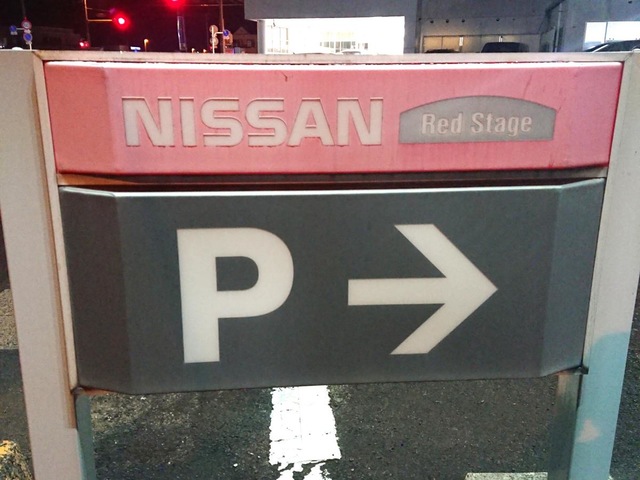 NISSAN Red Stage
P →